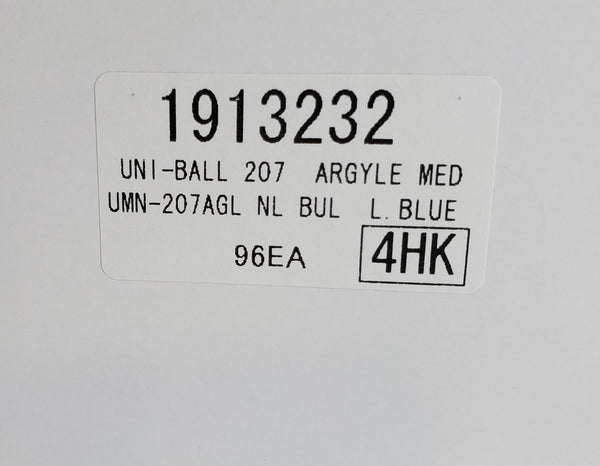 1913232
UNI-BALL 207 ARGYLE MED
UMN-207AGL NL BUL L.BLUE
96EA 4HK